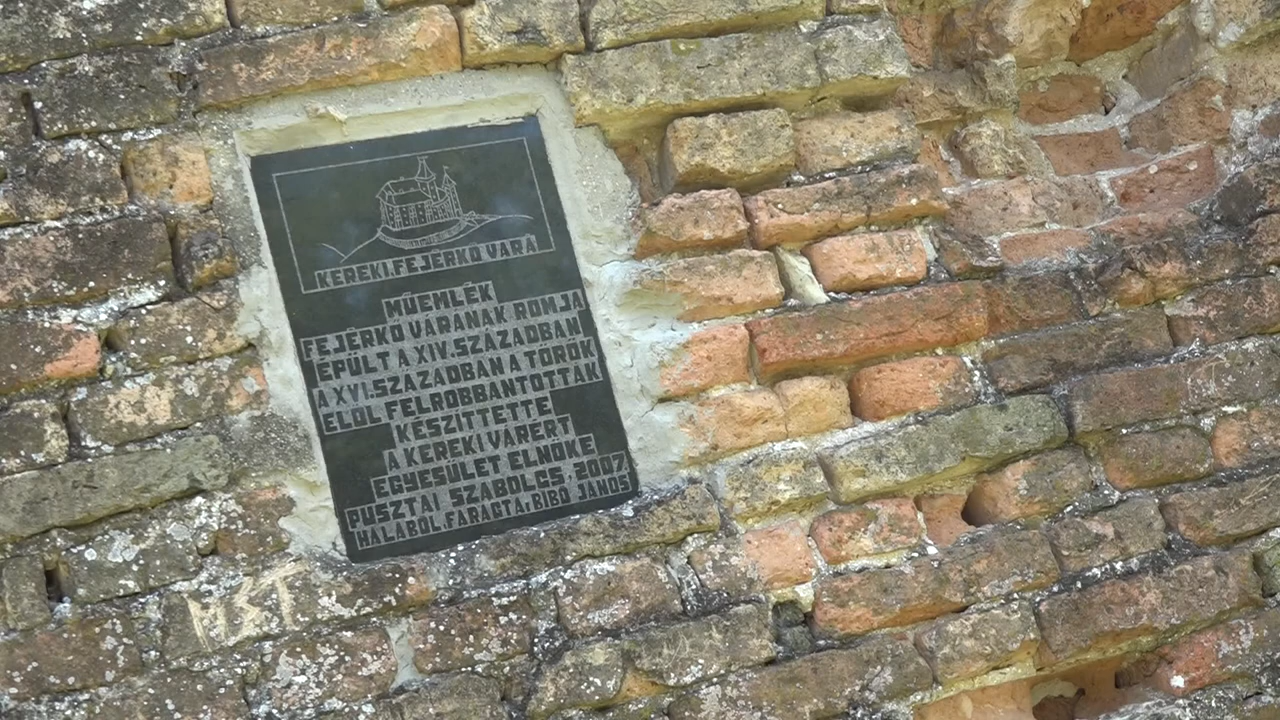 KEREKI.FEJÉRKŐ VÁRA
MŰEMLÉK
FEJÉRKŐ VÁRÁNAK ROMJA
ÉPÜLT A XIV.SZÁZADBAN
A XVI.SZÁZADBAN A TÖRÖK
ELŐL FELROBBANTOTTÁK
KÉSZÍTTETTE
A KEREKI VÁRÉRT
EGYESÜLET ELNÖKE
PUSZTAI SZABOLCS, 2007.
HÁLÁBÓL,FARAGTA:BIBÓ JÁNOS